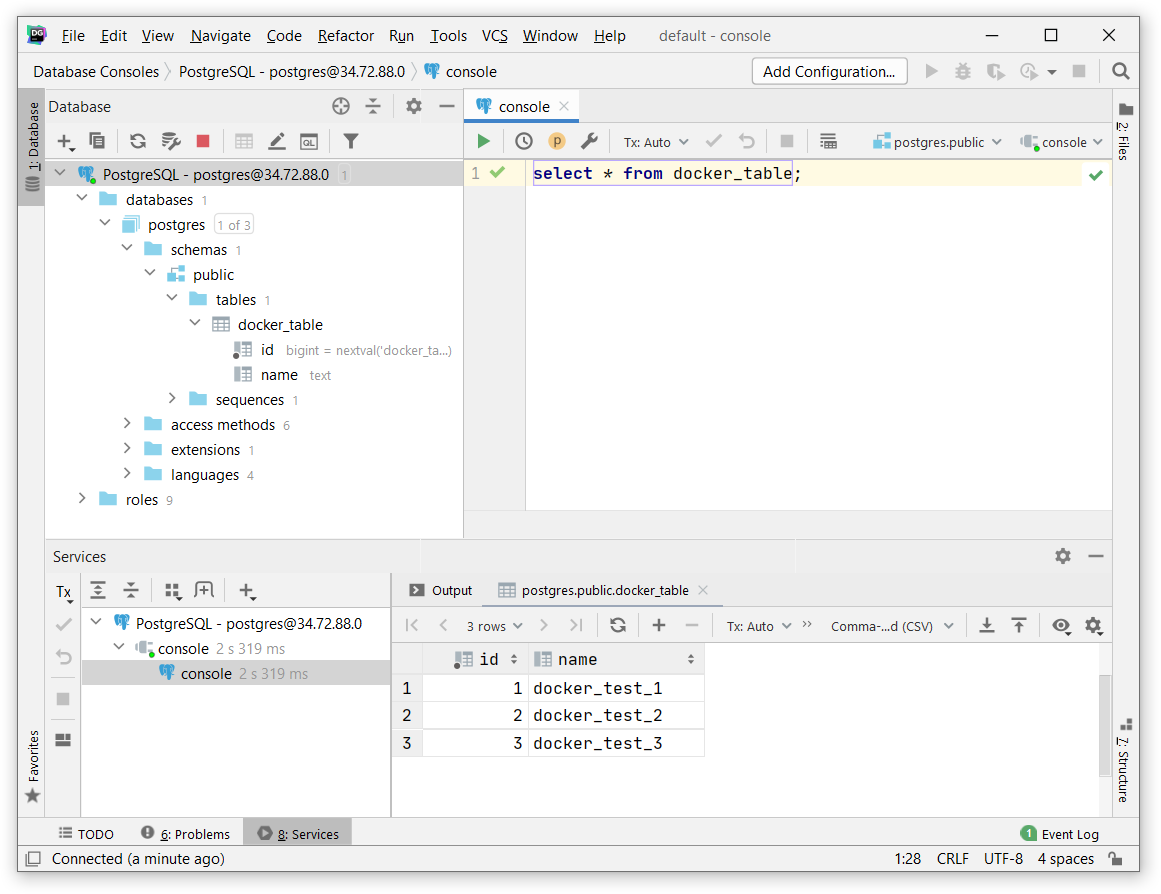 DG File Edit View Navigate Code Refactor Run Tools VCS Window Help default - console
Database Consoles PostgreSQL - postgres@34.72.88.0 console Add Configuration...
1: Database
Favorites
Database
QL
PostgreSQL - postgres@34.72.88.0 1
databases 1
postgres 1 of 3
schemas 1
public
tables 1
docker_table
id bigint = nextval('docker_ta...)
name text
sequences 1
access methods 6
extensions 1
languages 4
roles 9
console
p Tx: Auto postgres.public console
1 select * from docker_table;
2: Files
7: Structure
Services
Tx
PostgreSQL - postgres@34.72.88.0
console 2 s 319 ms
console 2 s 319 ms
Output postgres.public.docker_table
3 rows Tx: Auto Comma-...d (CSV)
id name
1 1 docker_test_1
2 2 docker_test_2
3 3 docker_test_3
TODO 6: Problems 8: Services 1 Event Log
Connected (a minute ago) 1:28 CRLF UTF-8 4 spaces